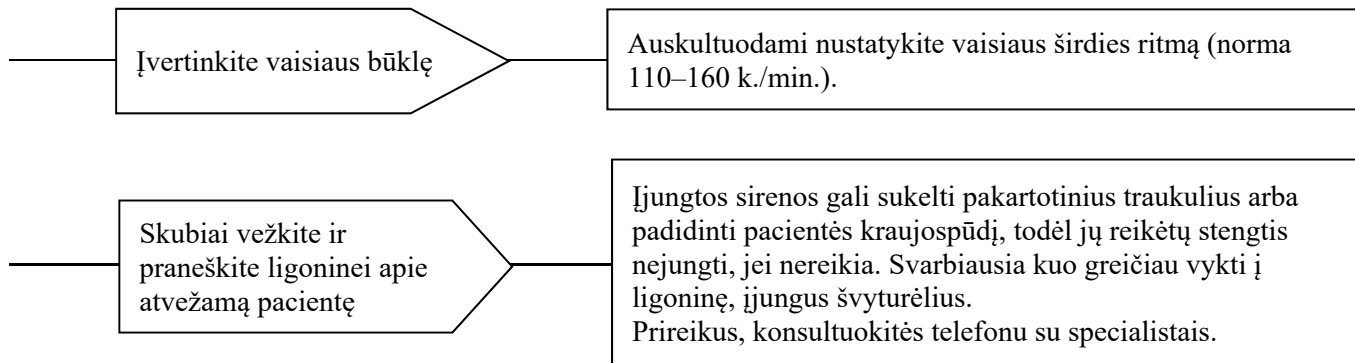 Įvertinkite vaisiaus būklę
Auskultuodami nustatykite vaisiaus širdies ritmą (norma
110–160 k./min.).
Skubiai vežkite ir
praneškite ligoninei apie
atvežamą pacientę
Įjungtos sirenos gali sukelti pakartotinius traukulius arba
padidinti pacientės kraujospūdį, todėl jų reikėtų stengtis
nejungti, jei nereikia. Svarbiausia kuo greičiau vykti į
ligoninę, įjungus švyturėlius.
Prireikus, konsultuokitės telefonu su specialistais.